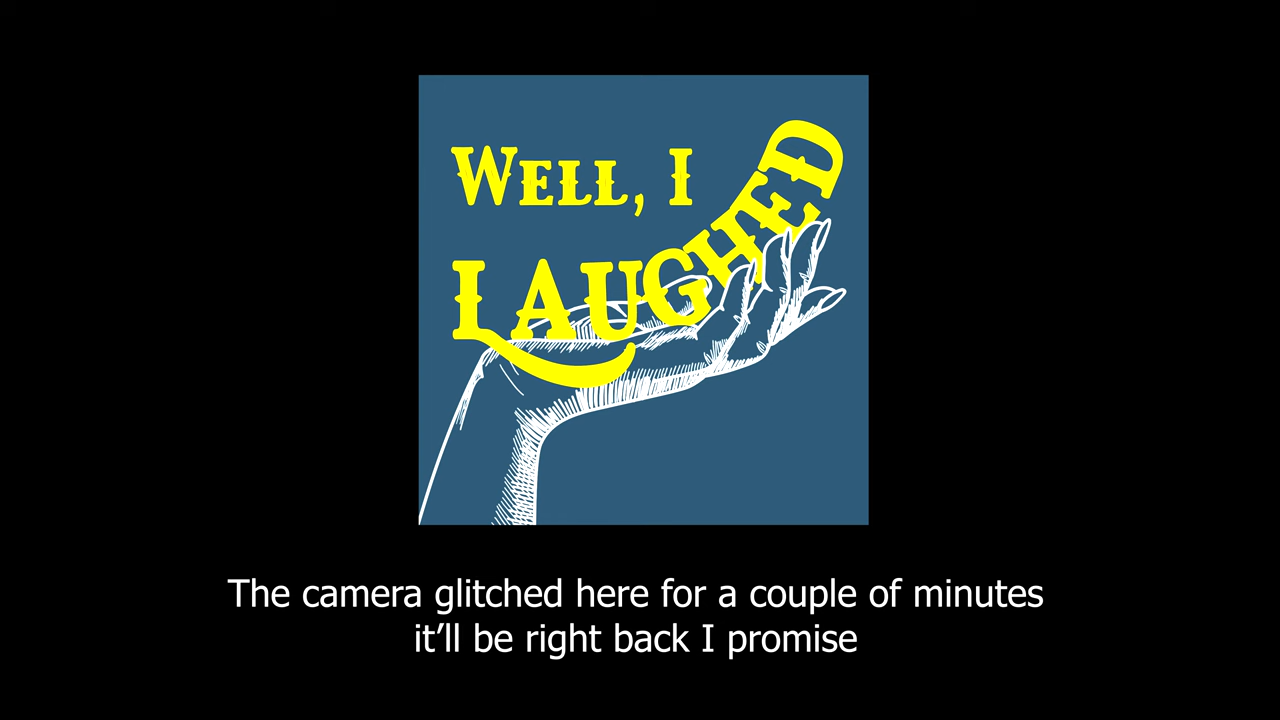 WELL, I
LAUGHED
The camera glitched here for a couple of minutes
it’ll be right back I promise